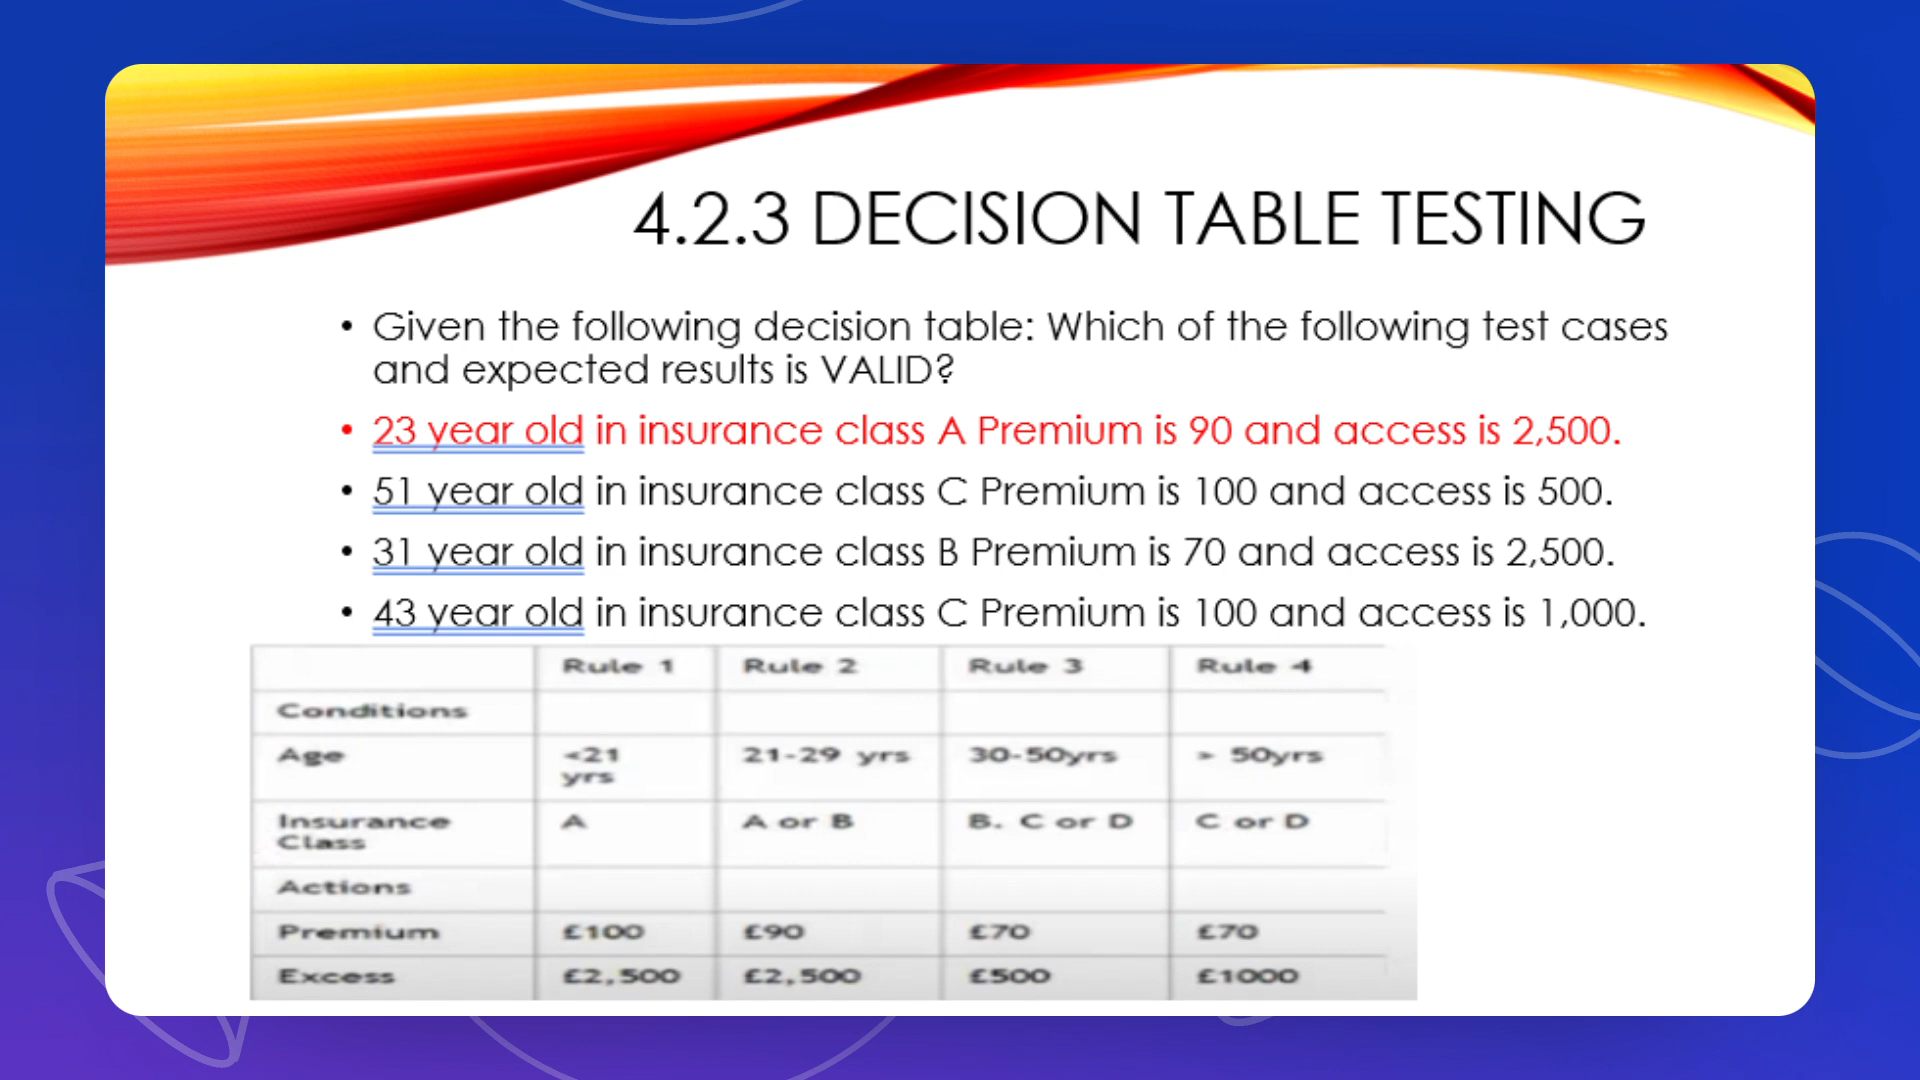 4.2.3 DECISION TABLE TESTING
• Given the following decision table: Which of the following test cases
and expected results is VALID?
• 23 year old in insurance class A Premium is 90 and access is 2,500.
• 51 year old in insurance class C Premium is 100 and access is 500.
• 31 year old in insurance class B Premium is 70 and access is 2,500.
• 43 year old in insurance class C Premium is 100 and access is 1,000.
Rule 1 Rule 2 Rule 3 Rule 4
Conditions
Age <21 yrs 21-29 yrs 30-50yrs > 50yrs
Insurance Class A A or B B. C or D C or D
Actions
Premium £100 £90 £70 £70
Excess £2,500 £2,500 £500 £1000